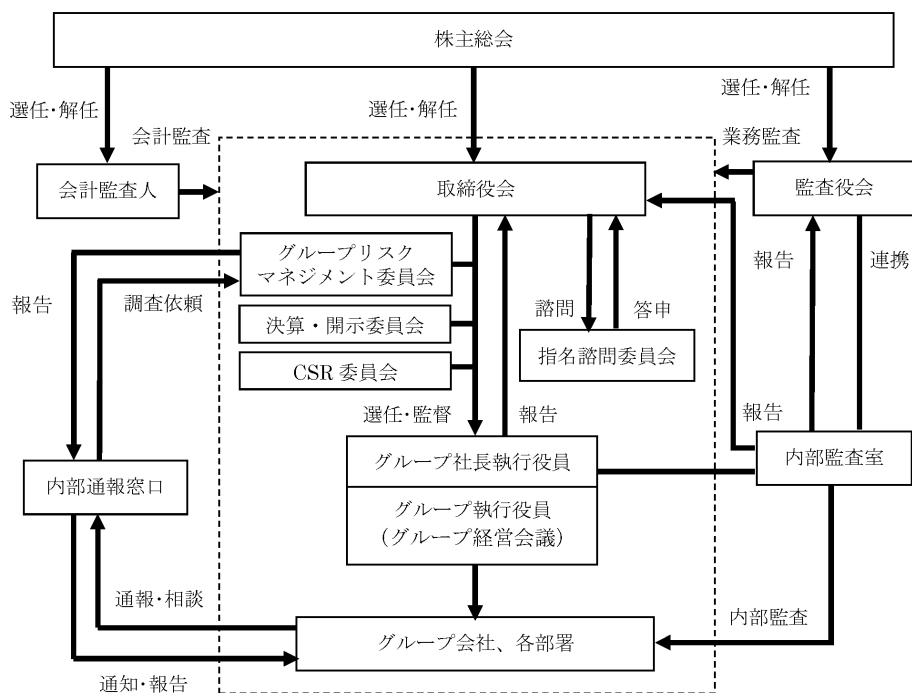 株主総会
選任・解任
選任・解任
選任・解任
会計監査
業務監査
会計監査人
取締役会
監査役会
グループリスク
マネジメント委員会
報告
調査依頼
諮問
答申
報告
連携
決算・開示委員会
指名諮問委員会
CSR 委員会
選任・監督
報告
報告
グループ社長執行役員
内部監査室
内部通報窓口
グループ執行役員
（グループ経営会議）
通報・相談
内部監査
グループ会社、各部署
通知・報告